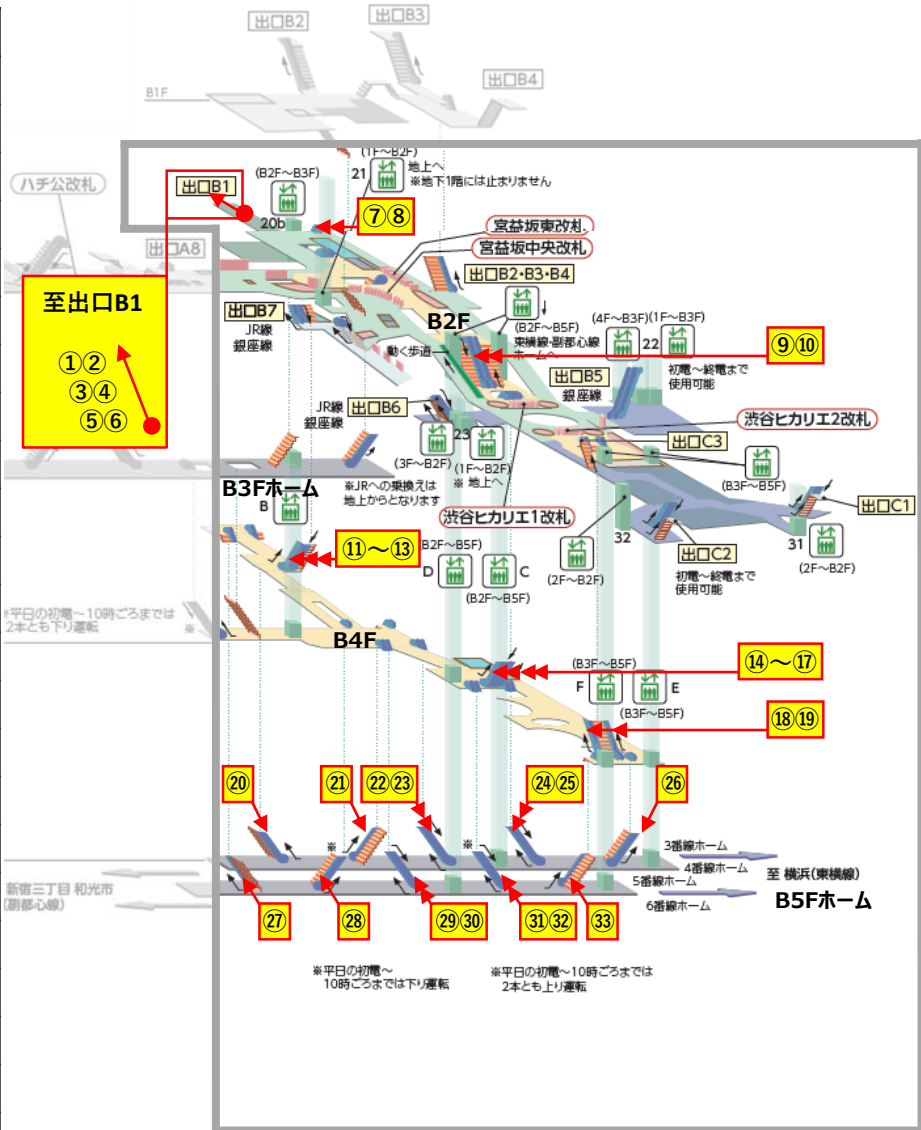 出口B2
出口B3
出口B4
B1F
ハチ公改札
出口A8
出口B1
(B2F～B3F)
20b
21
(1F～B2F)
地上へ
※地下1階には止まりません
⑦⑧
宮益坂東改札
宮益坂中央改札
出口B2・B3・B4
至出口B1
①②
③④
⑤⑥
出口B7
JR線
銀座線
B2F
(B2F～B5F)
東横線・副都心線
ホームへ
(4F～B3F)
(1F～B3F)
22
初電～終電まで
使用可能
⑨⑩
動く歩道
出口B5
銀座線
JR線
銀座線
出口B6
23
(3F～B2F)
(1F～B2F)
※ 地上へ
※JRへの乗換えは
地上からとなります
渋谷ヒカリエ2改札
出口C3
(B3F～B5F)
渋谷ヒカリエ1改札
B3Fホーム
B
出口C1
31
(2F～B2F)
32
出口C2
初電～終電まで
使用可能
(2F～B2F)
⑪～⑬
(B2F～B5F)
D
C
(B2F～B5F)
※平日の初電～10時ごろまでは
2本とも下り運転
※
B4F
⑭～⑰
(B3F～B5F)
F
E
(B3F～B5F)
⑱⑲
⑳
㉑
㉒㉓
㉔㉕
㉖
※
※
3番線ホーム
4番線ホーム
5番線ホーム
6番線ホーム
至 横浜(東横線)
B5Fホーム
新宿三丁目 和光市
(副都心線)
㉗
㉘
㉙㉚
㉛㉜
㉝
※平日の初電～
10時ごろまでは下り運転
※平日の初電～10時ごろまでは
2本とも上り運転